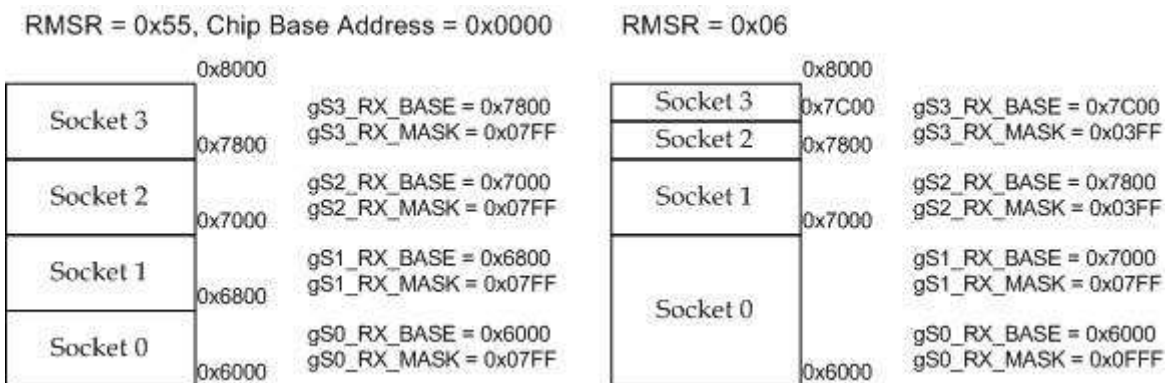 RMSR = 0x55, Chip Base Address = 0x0000
0x8000
Socket 3
gS3_RX_BASE = 0x7800
gS3_RX_MASK = 0x07FF
0x7800
Socket 2
gS2_RX_BASE = 0x7000
gS2_RX_MASK = 0x07FF
0x7000
Socket 1
gS1_RX_BASE = 0x6800
gS1_RX_MASK = 0x07FF
0x6800
Socket 0
gS0_RX_BASE = 0x6000
gS0_RX_MASK = 0x07FF
0x6000
RMSR = 0x06
0x8000
Socket 3
0x7C00
gS3_RX_BASE = 0x7C00
gS3_RX_MASK = 0x03FF
Socket 2
0x7800
Socket 1
gS2_RX_BASE = 0x7800
gS2_RX_MASK = 0x03FF
0x7000
gS1_RX_BASE = 0x7000
gS1_RX_MASK = 0x07FF
Socket 0
gS0_RX_BASE = 0x6000
gS0_RX_MASK = 0x0FFF
0x6000